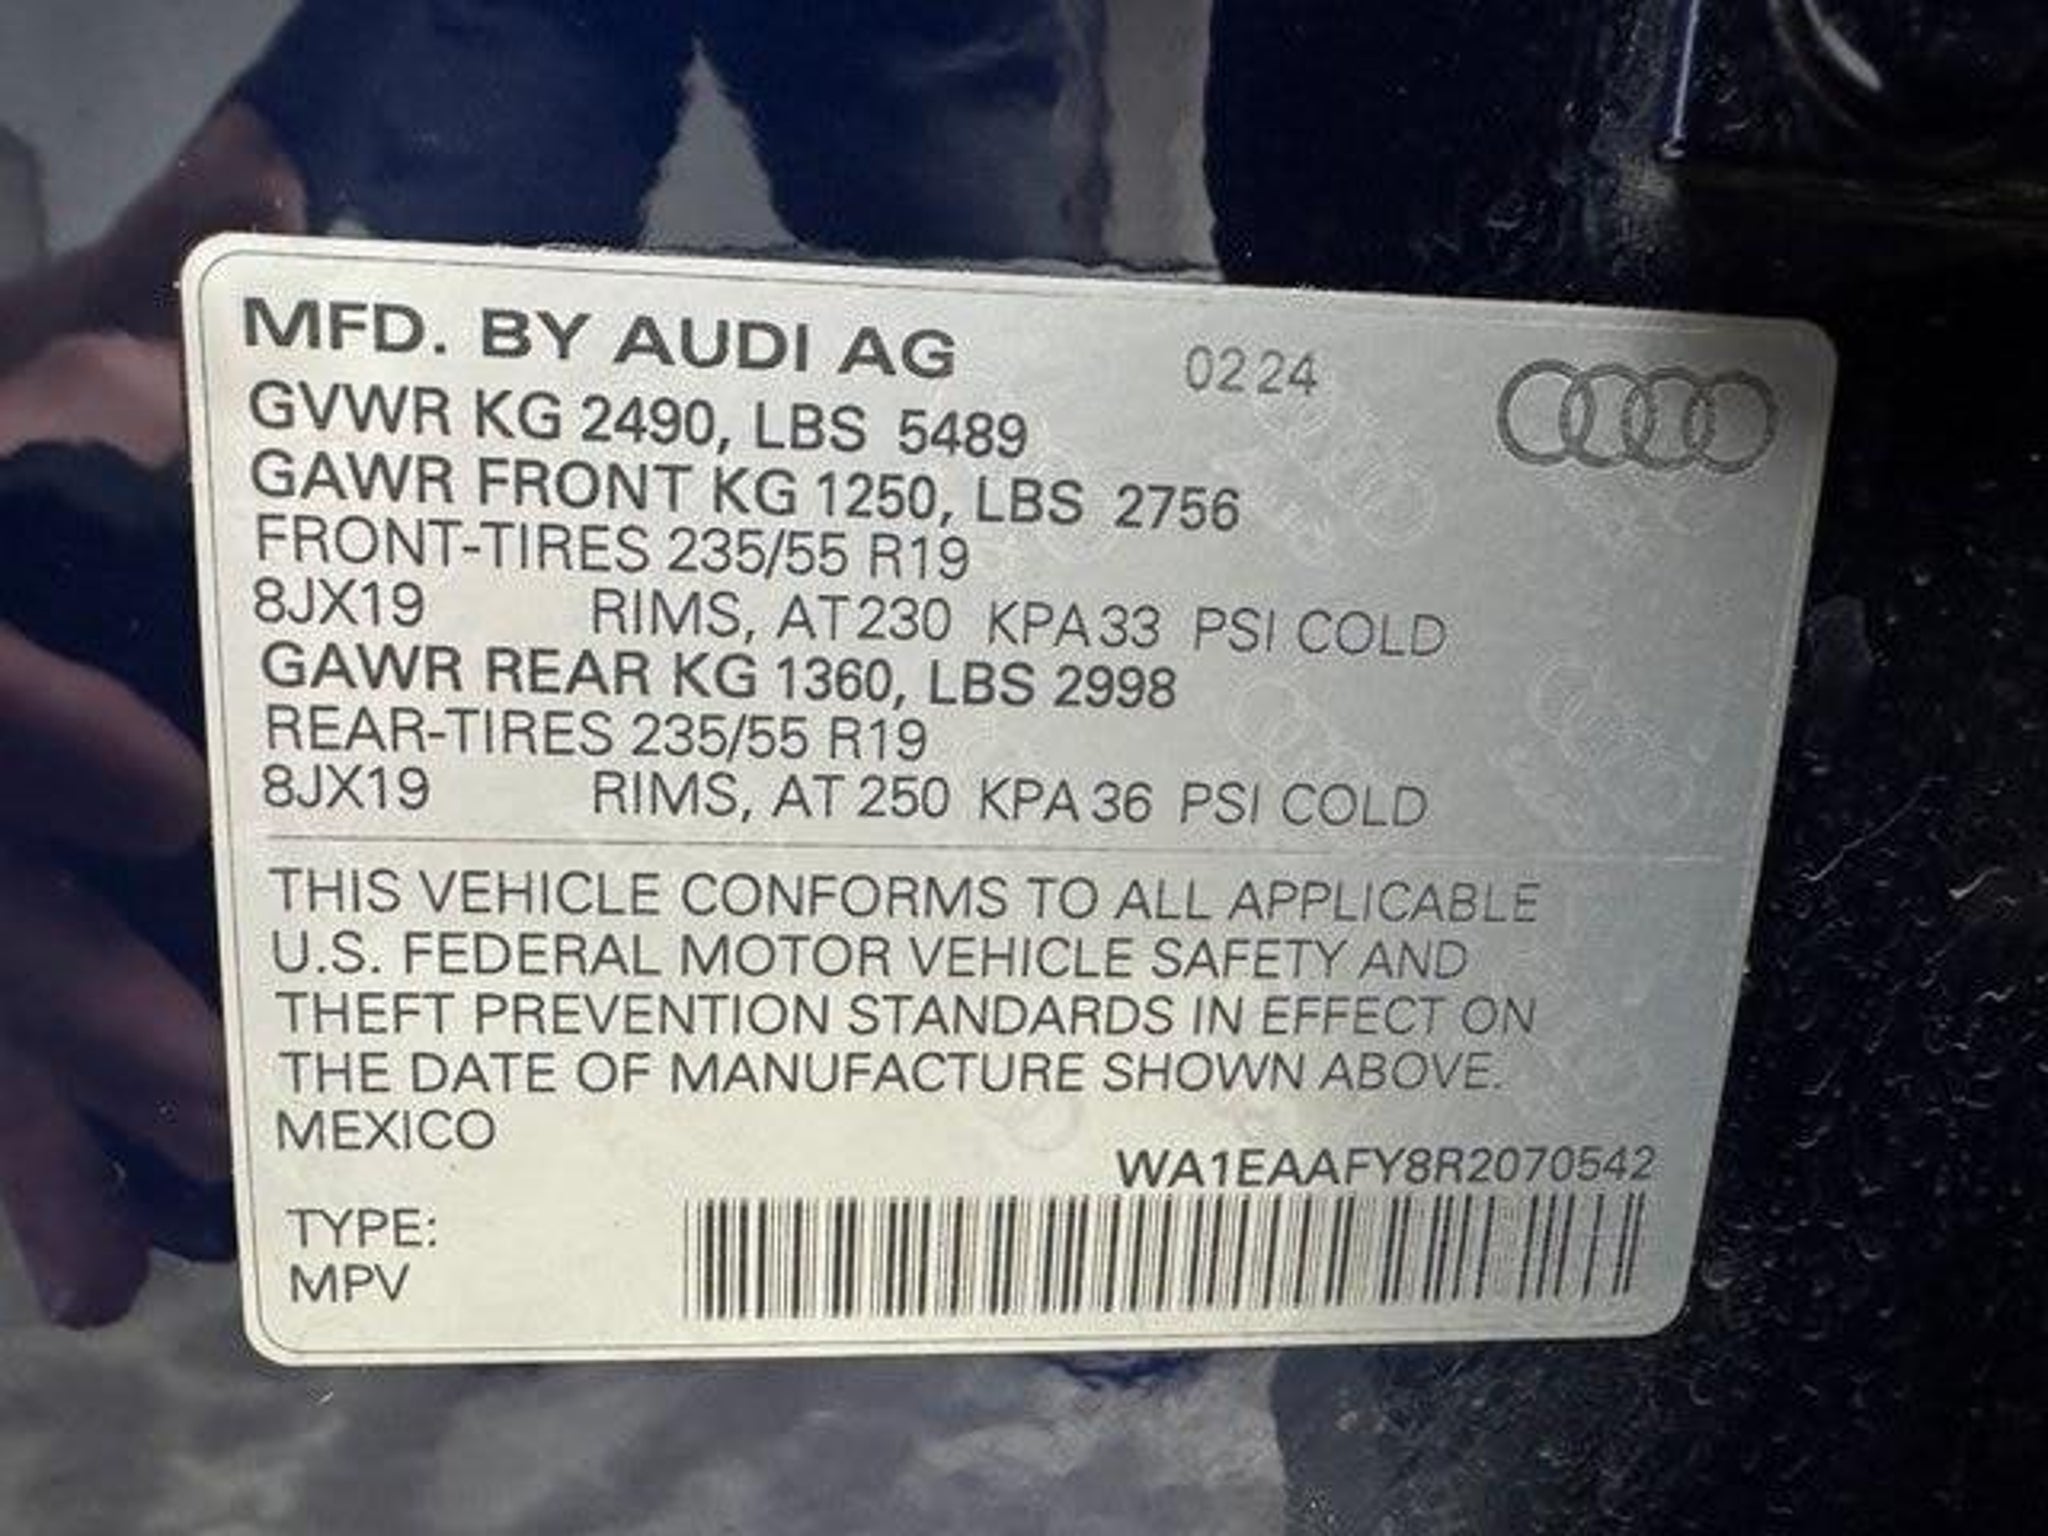 MFD. BY AUDI AG 0224
GVWR KG 2490, LBS 5489
GAWR FRONT KG 1250, LBS 2756
FRONT-TIRES 235/55 R19
8JX19 RIMS, AT 230 KPA 33 PSI COLD
GAWR REAR KG 1360, LBS 2998
REAR-TIRES 235/55 R19
8JX19 RIMS, AT 250 KPA 36 PSI COLD
THIS VEHICLE CONFORMS TO ALL APPLICABLE
U.S. FEDERAL MOTOR VEHICLE SAFETY AND
THEFT PREVENTION STANDARDS IN EFFECT ON
THE DATE OF MANUFACTURE SHOWN ABOVE.
MEXICO
WA1EAAFY8R2070542
TYPE:
MPV